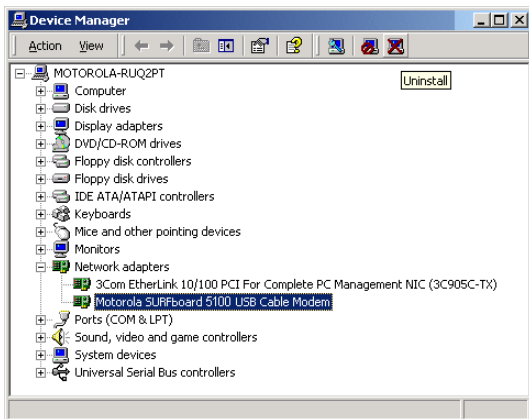 Device Manager
Action View
Uninstall
MOTOROLA-RUQ2PT
Computer
Disk drives
Display adapters
DVD/CD-ROM drives
Floppy disk controllers
Floppy disk drives
IDE ATA/ATAPI controllers
Keyboards
Mice and other pointing devices
Monitors
Network adapters
3Com EtherLink 10/100 PCI For Complete PC Management NIC (3C905C-TX)
Motorola SURFboard 5100 USB Cable Modem
Ports (COM & LPT)
Sound, video and game controllers
System devices
Universal Serial Bus controllers